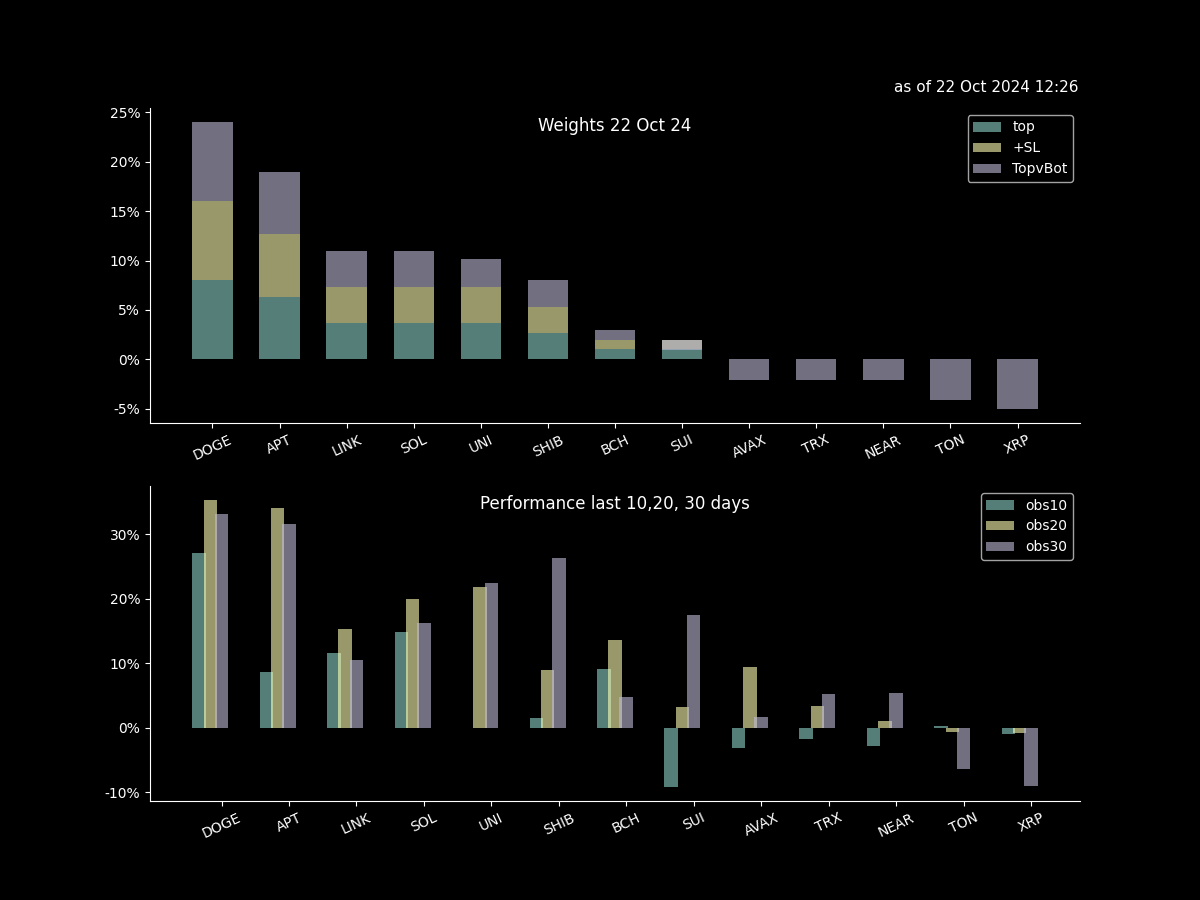 as of 22 Oct 2024 12:26
Weights 22 Oct 24
top
+SL
TopvBot
25%
20%
15%
10%
5%
0%
-5%
DOGE APT LINK SOL UNI SHIB BCH SUI AVAX TRX NEAR TON XRP
Performance last 10,20, 30 days
obs10
obs20
obs30
30%
20%
10%
0%
-10%
DOGE APT LINK SOL UNI SHIB BCH SUI AVAX TRX NEAR TON XRP